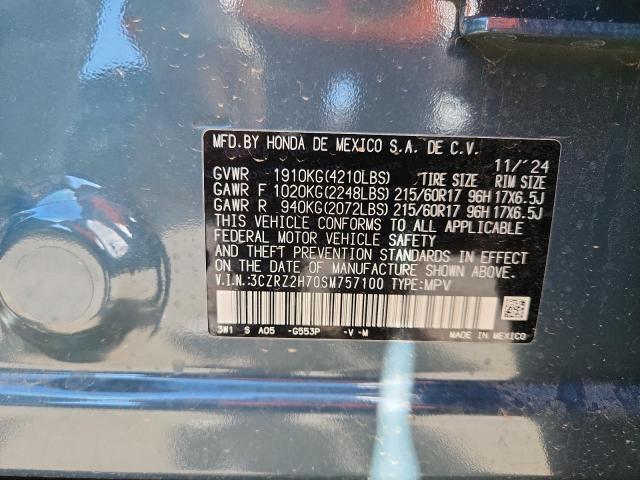 MFD.BY HONDA DE MEXICO S.A. DE C.V.
11/'24
GVWR 1910KG(4210LBS) TIRE SIZE RIM SIZE
GAWR F 1020KG(2248LBS) 215/60R17 96H 17X6.5J
GAWR R 940KG(2072LBS) 215/60R17 96H 17X6.5J
THIS VEHICLE CONFORMS TO ALL APPLICABLE
FEDERAL MOTOR VEHICLE SAFETY
AND THEFT PREVENTION STANDARDS IN EFFECT
ON THE DATE OF MANUFACTURE SHOWN ABOVE.
V.I.N.:3CZRZ2H70SM757100 TYPE:MPV
3W1 S A05 -G553P -V -M
MADE IN MEXICO